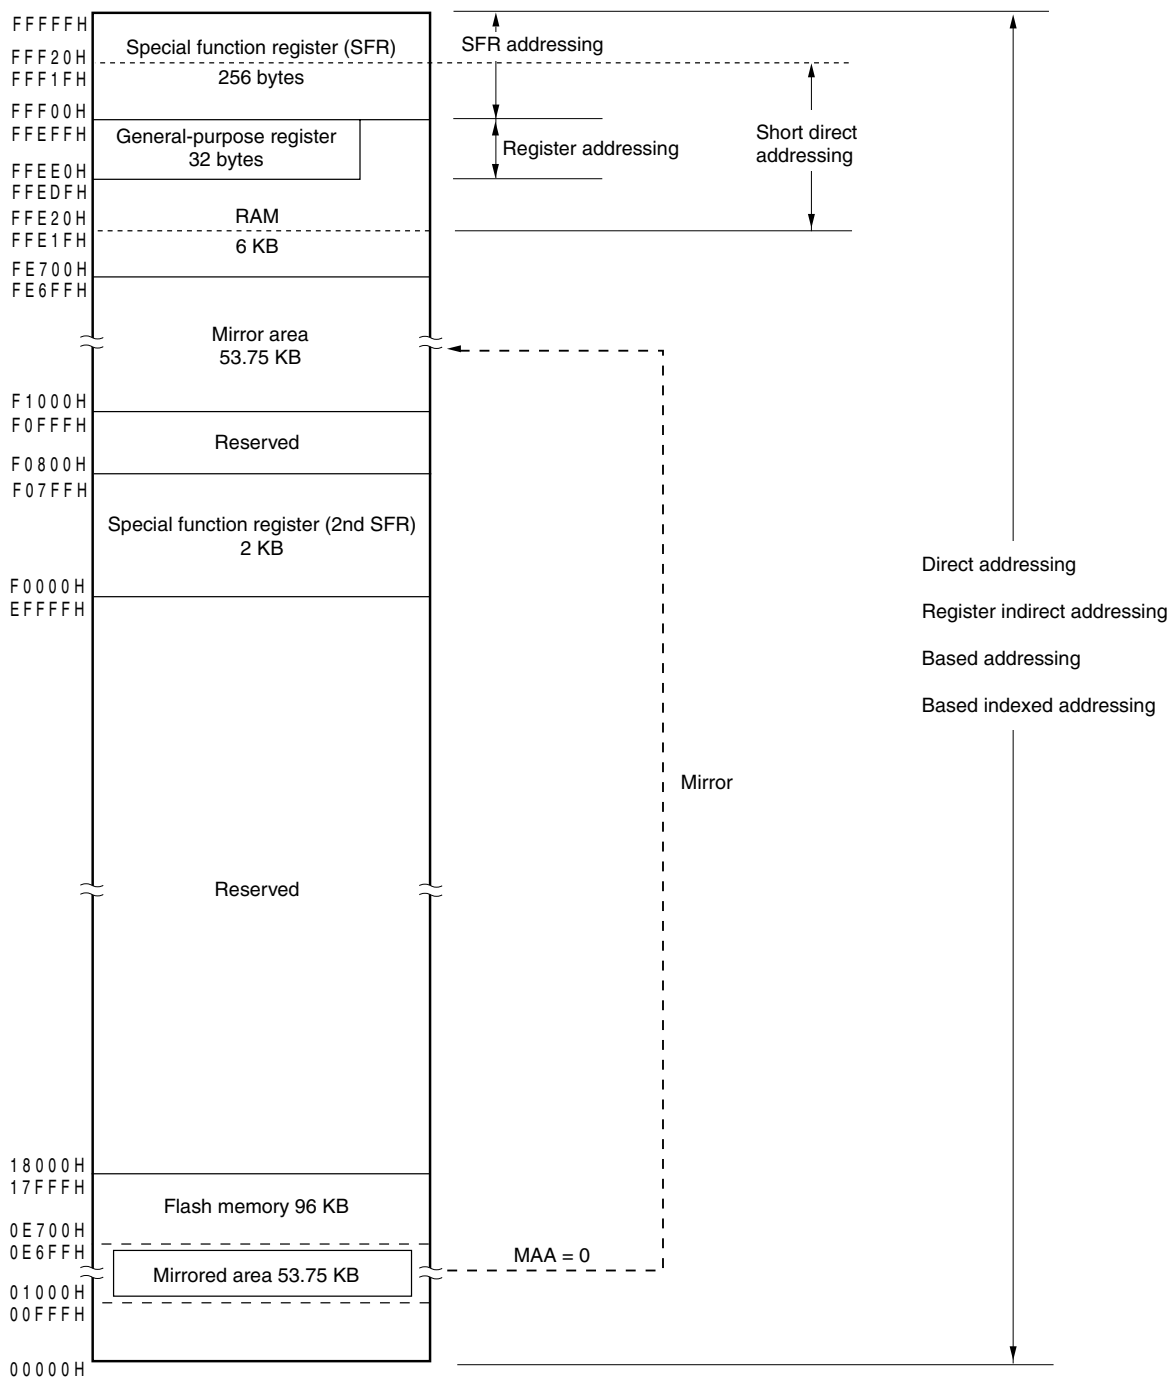 FFFFFH
Special function register (SFR)
256 bytes
SFR addressing
FFF20H
FFF1FH
FFF00H
FFEFFH
General-purpose register
32 bytes
Register addressing
Short direct
addressing
FFEE0H
FFEDFH
FFE20H
RAM
FFE1FH
6 KB
FE700H
FE6FFH
Mirror area
53.75 KB
F1000H
F0FFFH
Reserved
F0800H
F07FFH
Special function register (2nd SFR)
2 KB
F0000H
EFFFFH
Direct addressing
Register indirect addressing
Based addressing
Based indexed addressing
Mirror
Reserved
18000H
17FFFH
Flash memory 96 KB
0E700H
0E6FFH
MAA = 0
Mirrored area 53.75 KB
01000H
00FFFH
00000H